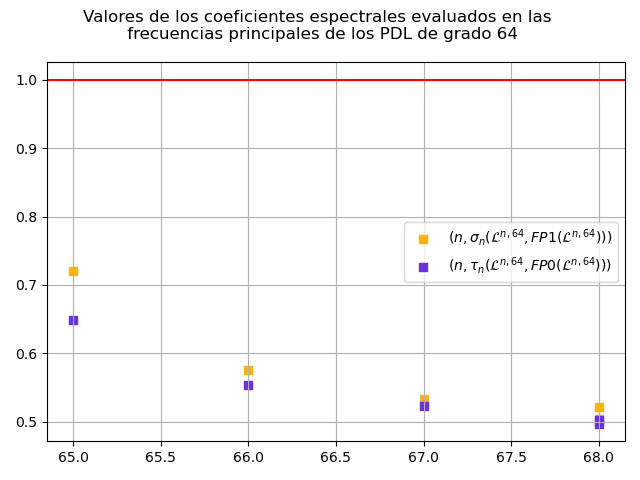 Valores de los coeficientes espectrales evaluados en las
frecuencias principales de los PDL de grado 64
1.0
0.9
0.8
0.7
0.6
0.5
(n, σₙ(ℒⁿ,⁶⁴, FP1(ℒⁿ,⁶⁴)))
(n, τₙ(ℒⁿ,⁶⁴, FP0(ℒⁿ,⁶⁴)))
65.0 65.5 66.0 66.5 67.0 67.5 68.0